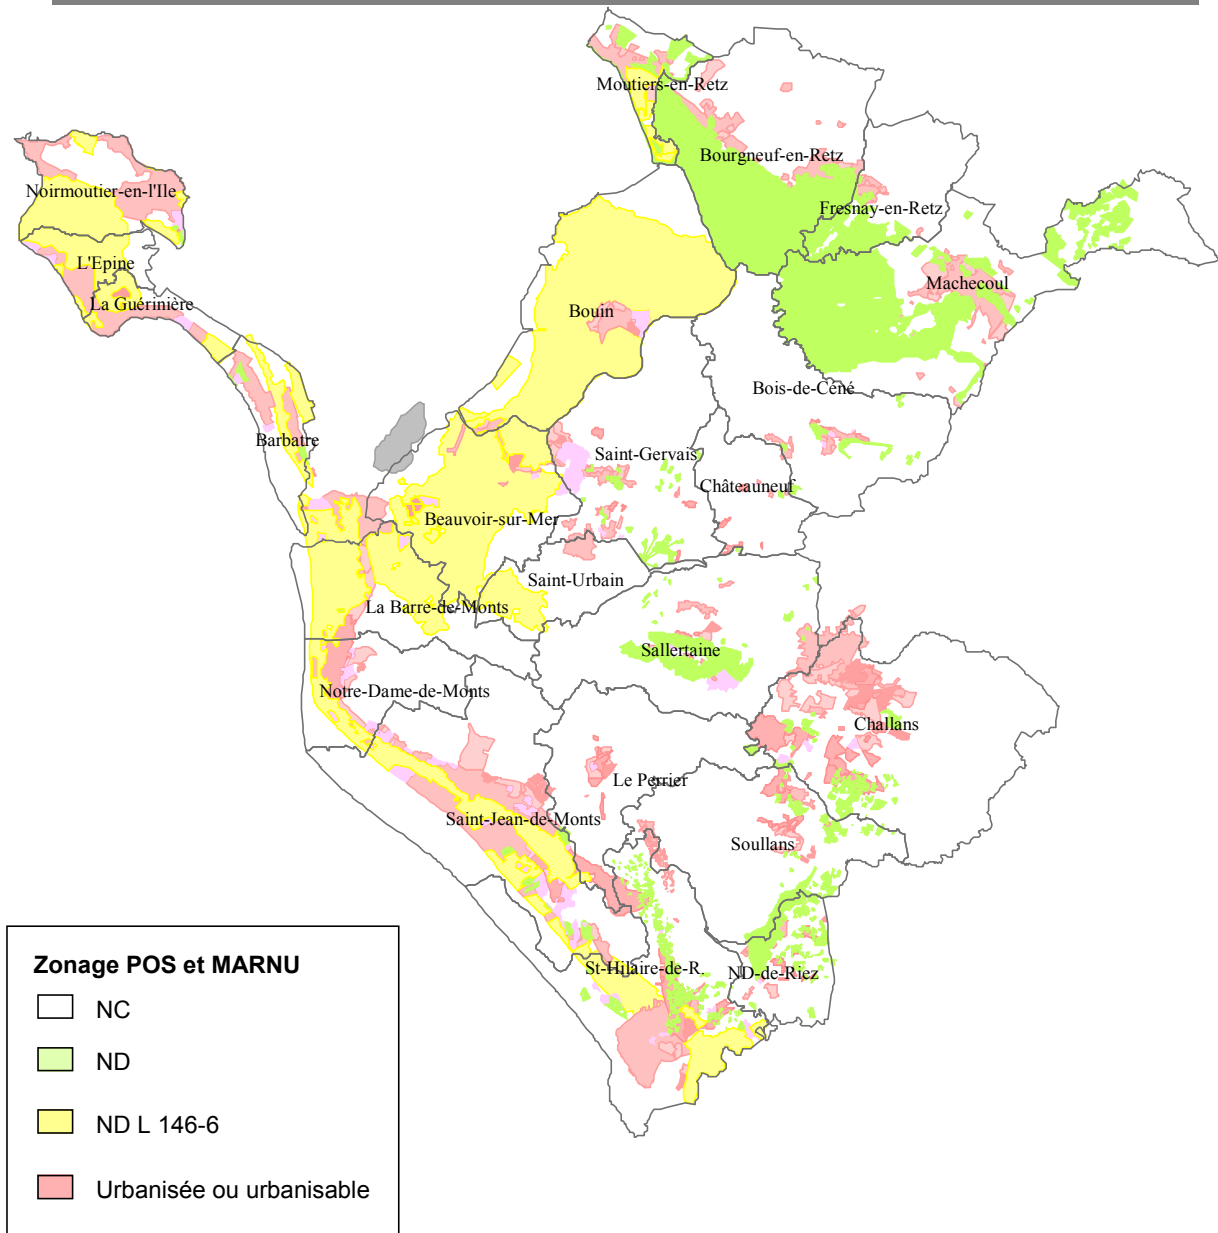 Moutiers-en-Retz
Bourgneuf-en-Retz
Noirmoutier-en-l'Ile
Fresnay-en-Retz
L'Epine
Machecoul
La Guérinière
Bouin
Bois-de-Céné
Barbatre
Saint-Gervais
Châteauneuf
Beauvoir-sur-Mer
Saint-Urbain
La Barre-de-Monts
Sallertaine
Notre-Dame-de-Monts
Challans
Le Perrier
Saint-Jean-de-Monts
Soullans
St-Hilaire-de-R.
ND-de-Riez
Zonage POS et MARNU
NC
ND
ND L 146-6
Urbanisée ou urbanisable